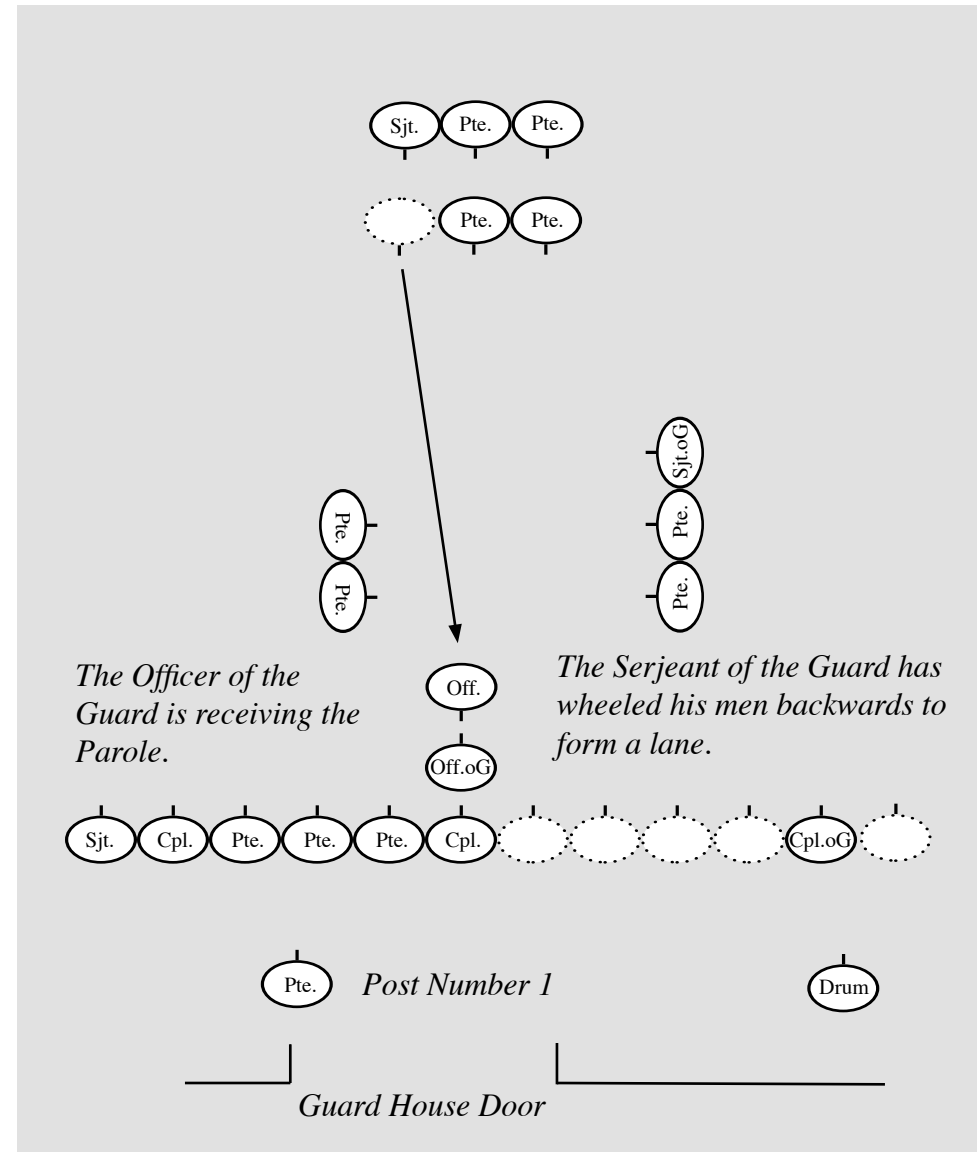 Sjt. Pte. Pte.
Pte. Pte.
Sjt.oG
Pte. Pte.
Pte. Pte.
The Officer of the
Guard is receiving the
Parole.
Off.
The Serjeant of the Guard has
wheeled his men backwards to
form a lane.
Off.oG
Sjt. Cpl. Pte. Pte. Pte. Cpl. Cpl.oG
Pte. Post Number 1 Drum
Guard House Door